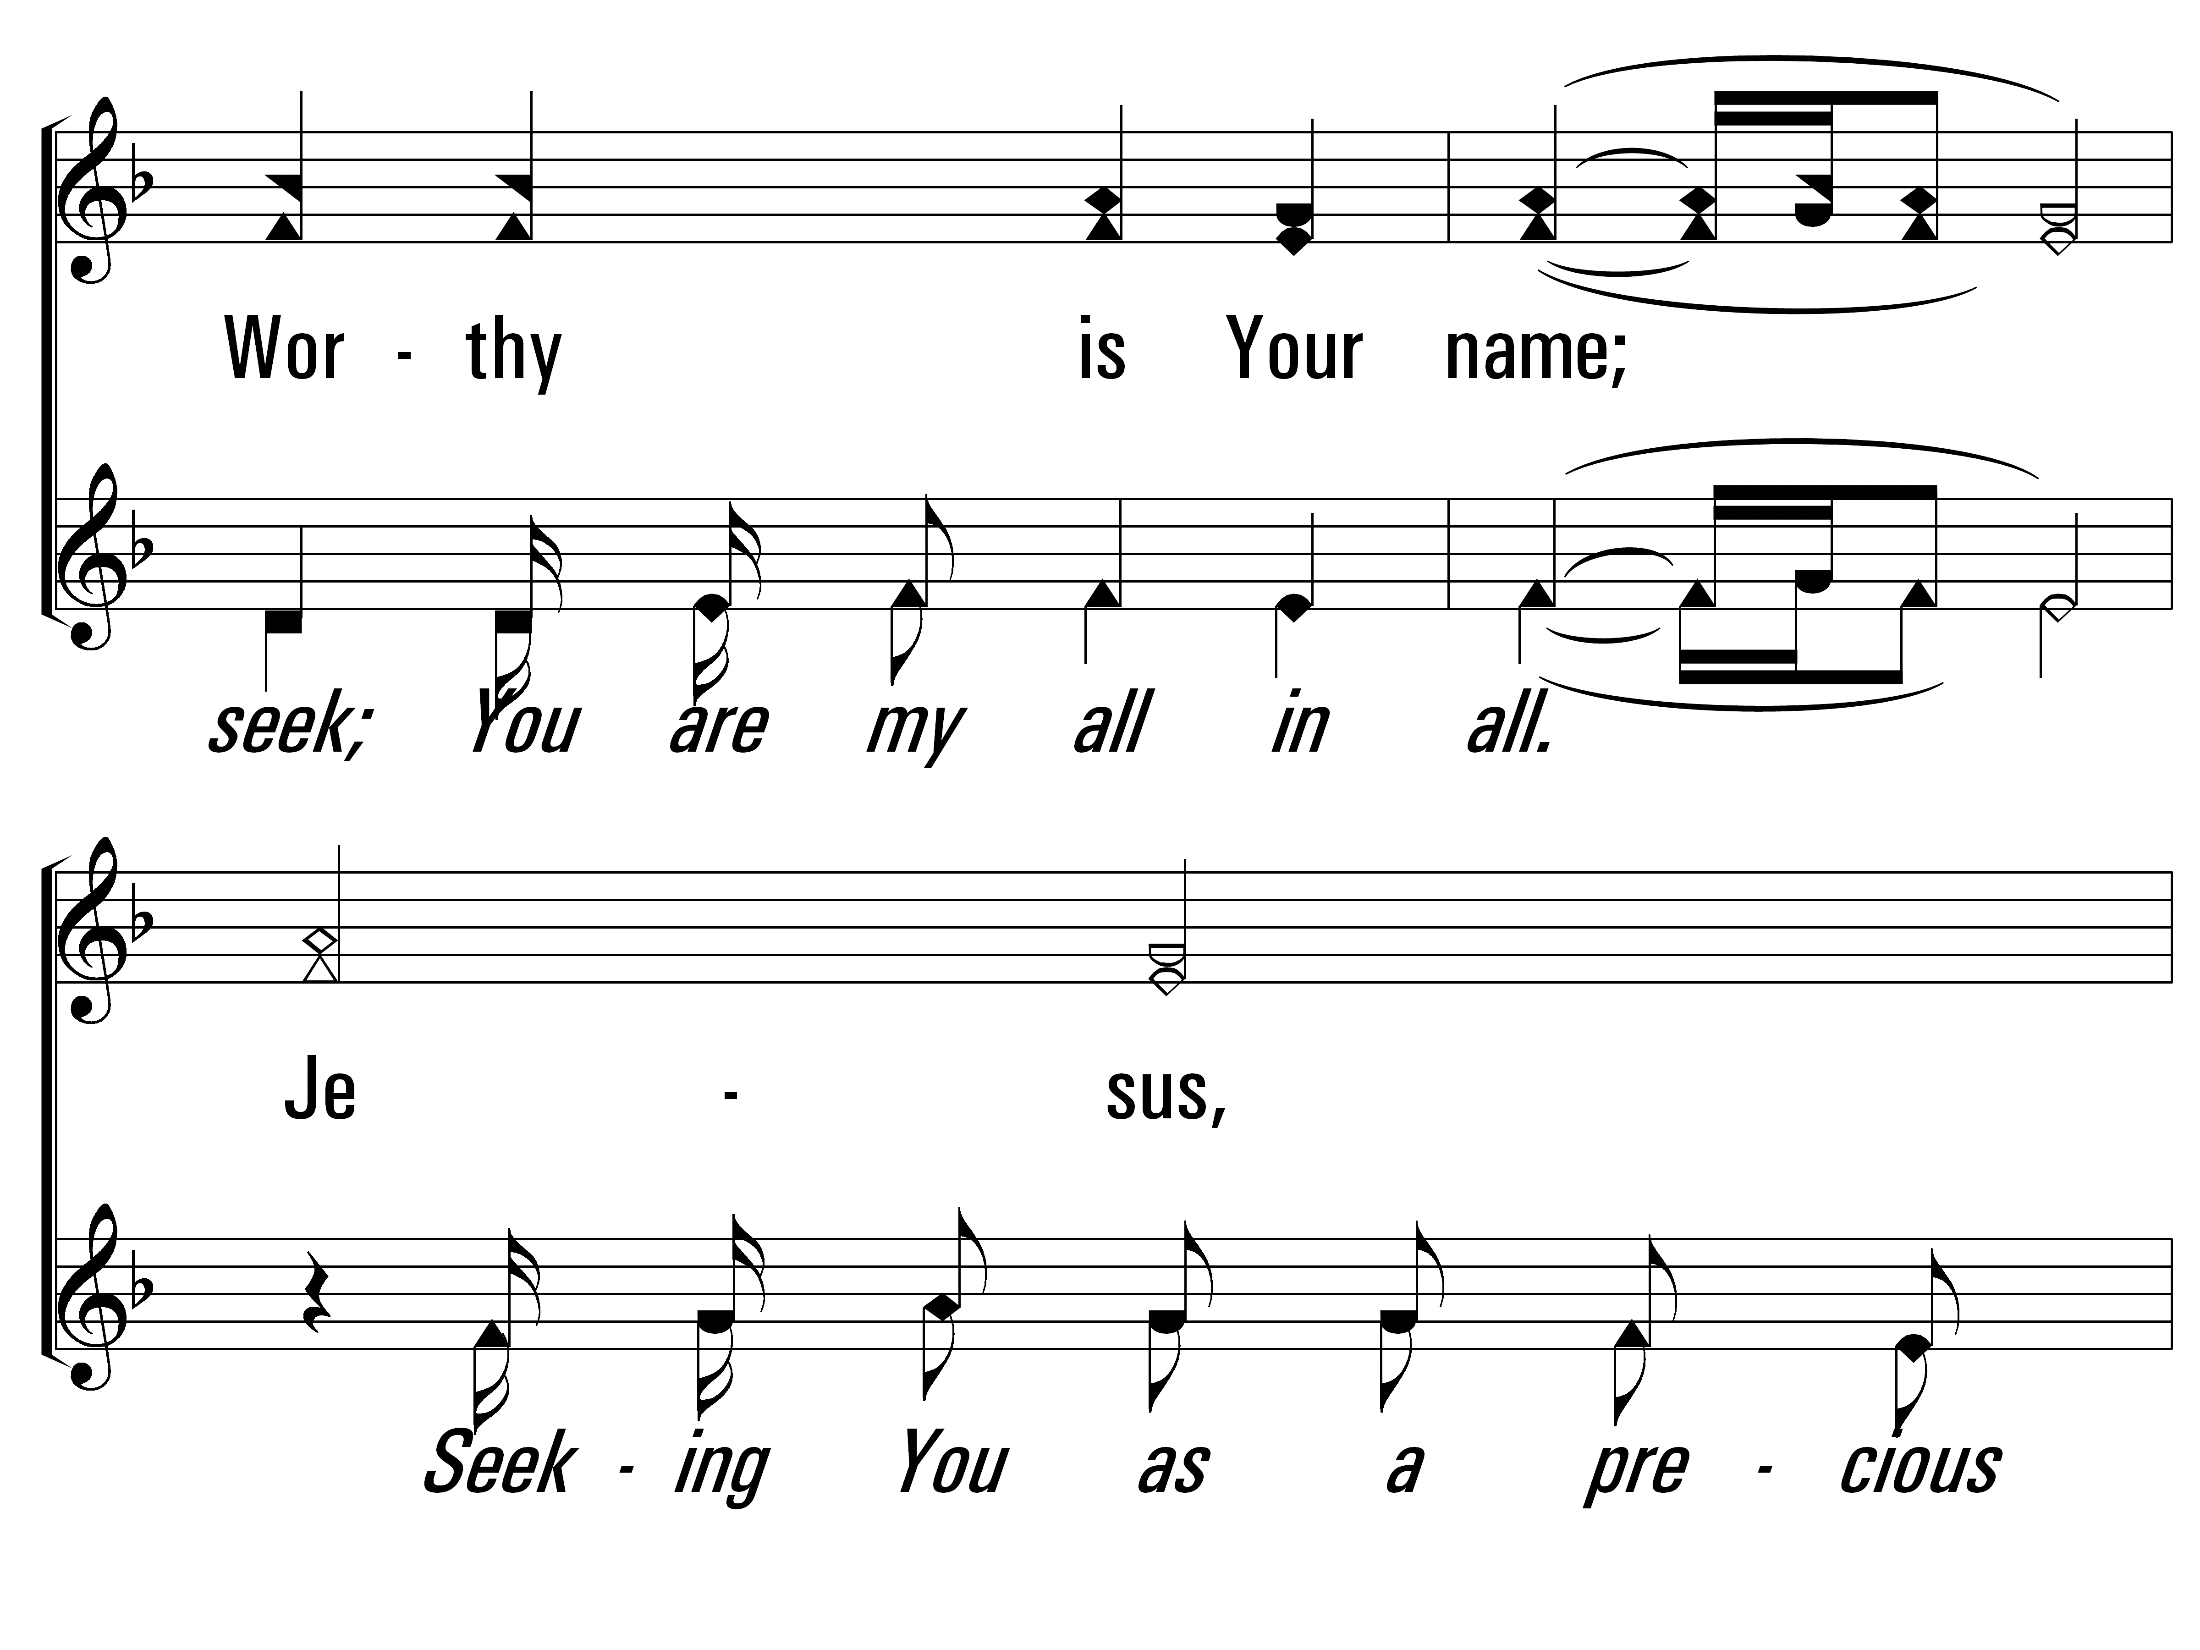 Wor - thy is Your name;
seek; You are my all in all.
Je - sus,
Seek - ing You as a pre - cious